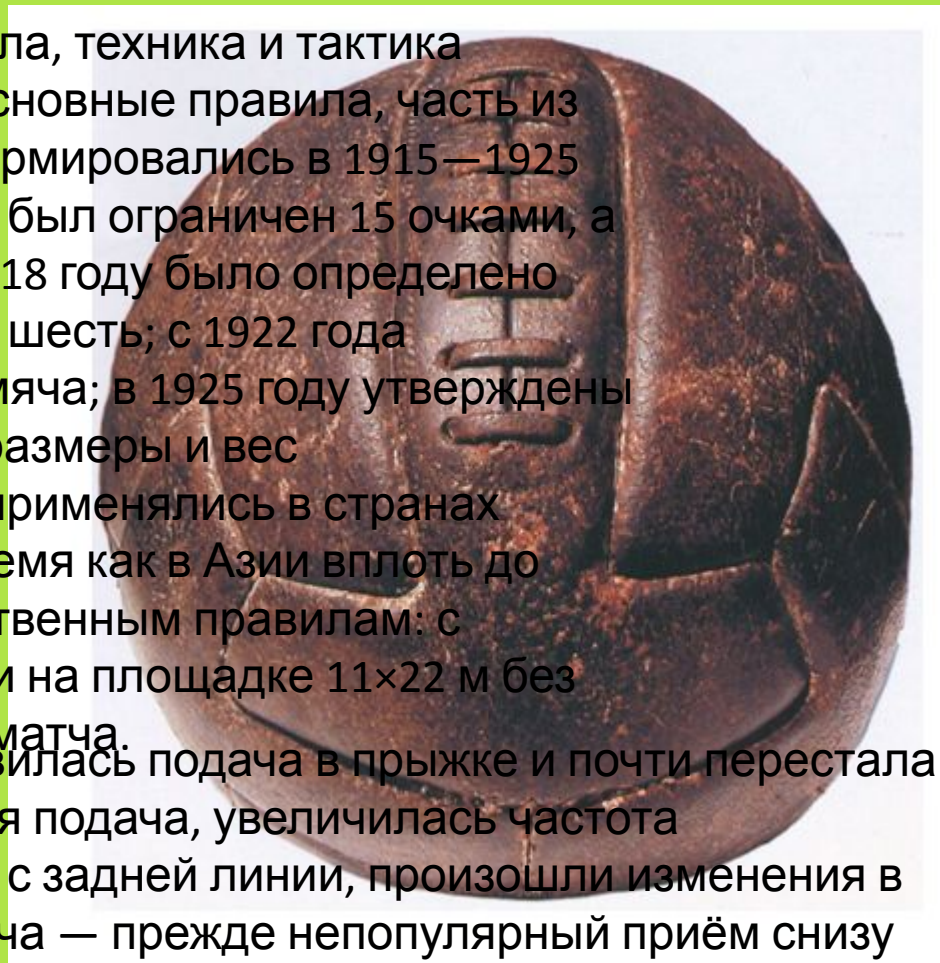 ла, техника и тактика
сновные правила, часть из
рмировались в 1915—1925
был ограничен 15 очками, а
18 году было определено
шесть; с 1922 года
мяча; в 1925 году утверждены
размеры и вес
применялись в странах
емя как в Азии вплоть до
твенным правилам: с
и на площадке 11×22 м без
матча.
вилась подача в прыжке и почти перестала
я подача, увеличилась частота
с задней линии, произошли изменения в
ча — прежде непопулярный приём снизу